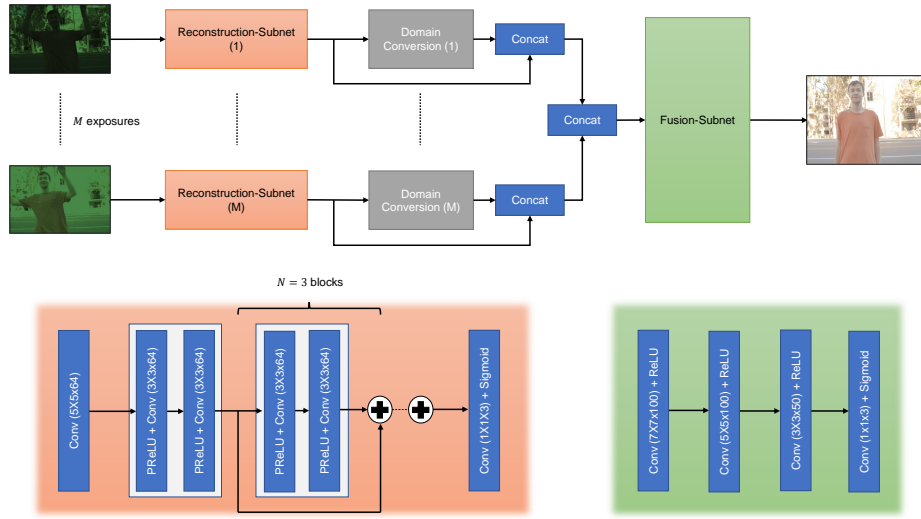 Reconstruction-Subnet
(1)
Domain
Conversion (1)
Concat
M exposures
Concat
Fusion-Subnet
Reconstruction-Subnet
(M)
Domain
Conversion (M)
Concat
N = 3 blocks
Conv (5X5x64)
PReLU + Conv (3X3x64)
PReLU + Conv (3X3x64)
PReLU + Conv (3X3x64)
PReLU + Conv (3X3x64)
Conv (1X1X3) + Sigmoid
Conv (7X7x100) + ReLU
Conv (5X5x100) + ReLU
Conv (3X3x50) + ReLU
Conv (1x1x3) + Sigmoid